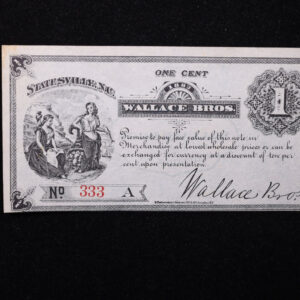 STATESVILLE, N.C.
ONE CENT
WALLACE BROS.
1
Promise to pay face value of this note in
Merchandise at lowest wholesale prices or can be
exchanged for currency at a discount of ten per
cent upon presentation.
No 333 A
Wallace Bro